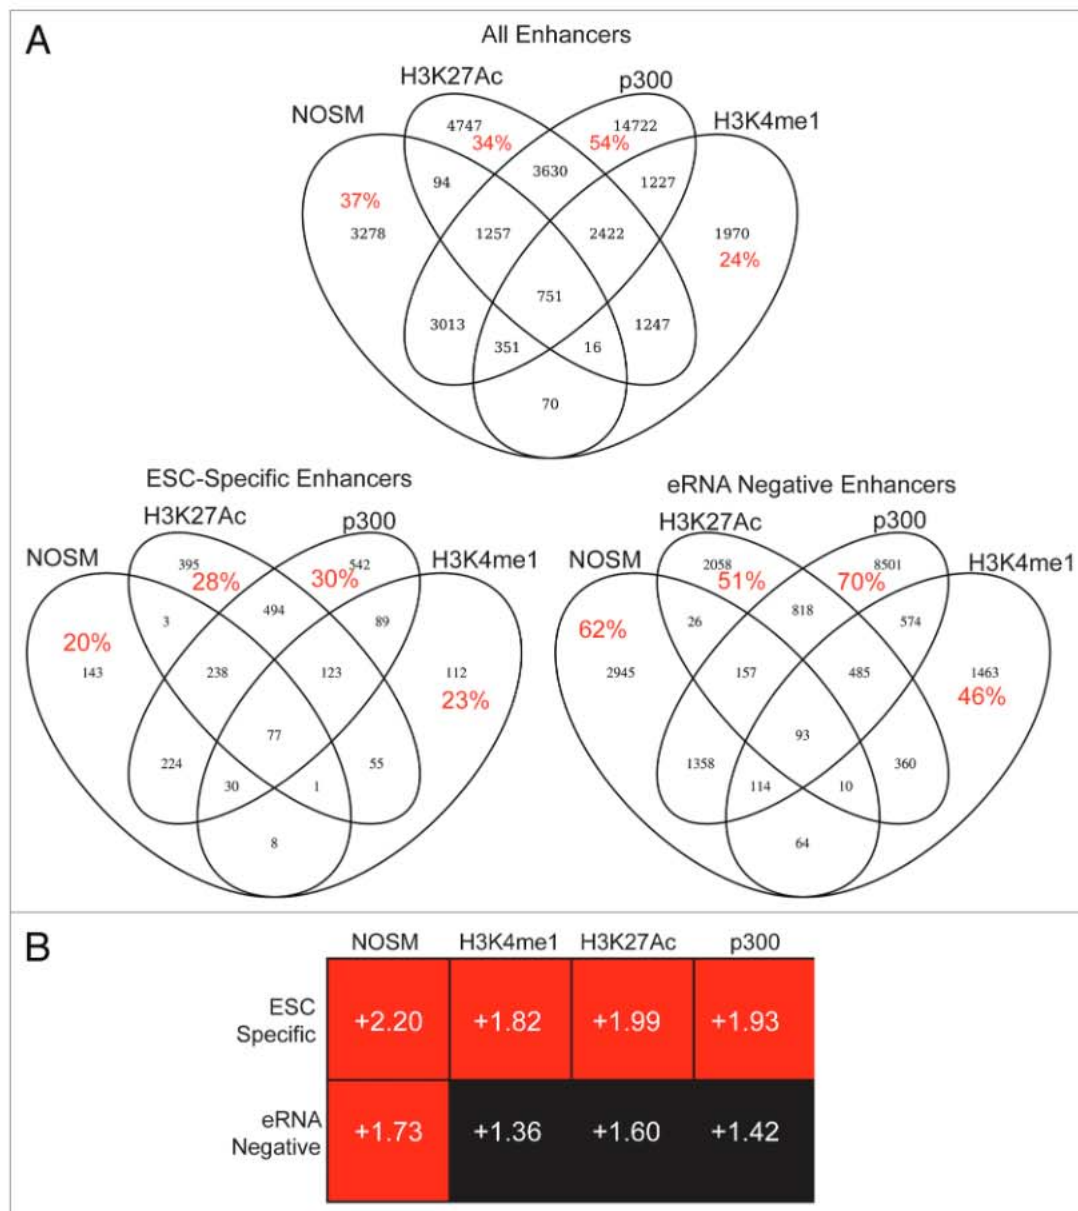 A
All Enhancers
H3K27Ac p300
NOSM H3K4me1
4747 14722
34% 54%
94 3630 1227
37%
3278 1257 2422 1970
24%
751
3013 1247
351 16
70
ESC-Specific Enhancers
H3K27Ac p300
NOSM H3K4me1
395 542
28% 30%
3 494 89
20%
143 238 123 112
23%
77
224 55
30 1
8
eRNA Negative Enhancers
H3K27Ac p300
NOSM H3K4me1
2058 8501
51% 70%
26 818 574
62%
2945 157 485 1463
46%
93
1358 360
114 10
64
B
NOSM H3K4me1 H3K27Ac p300
ESC
Specific
+2.20 +1.82 +1.99 +1.93
eRNA
Negative
+1.73 +1.36 +1.60 +1.42